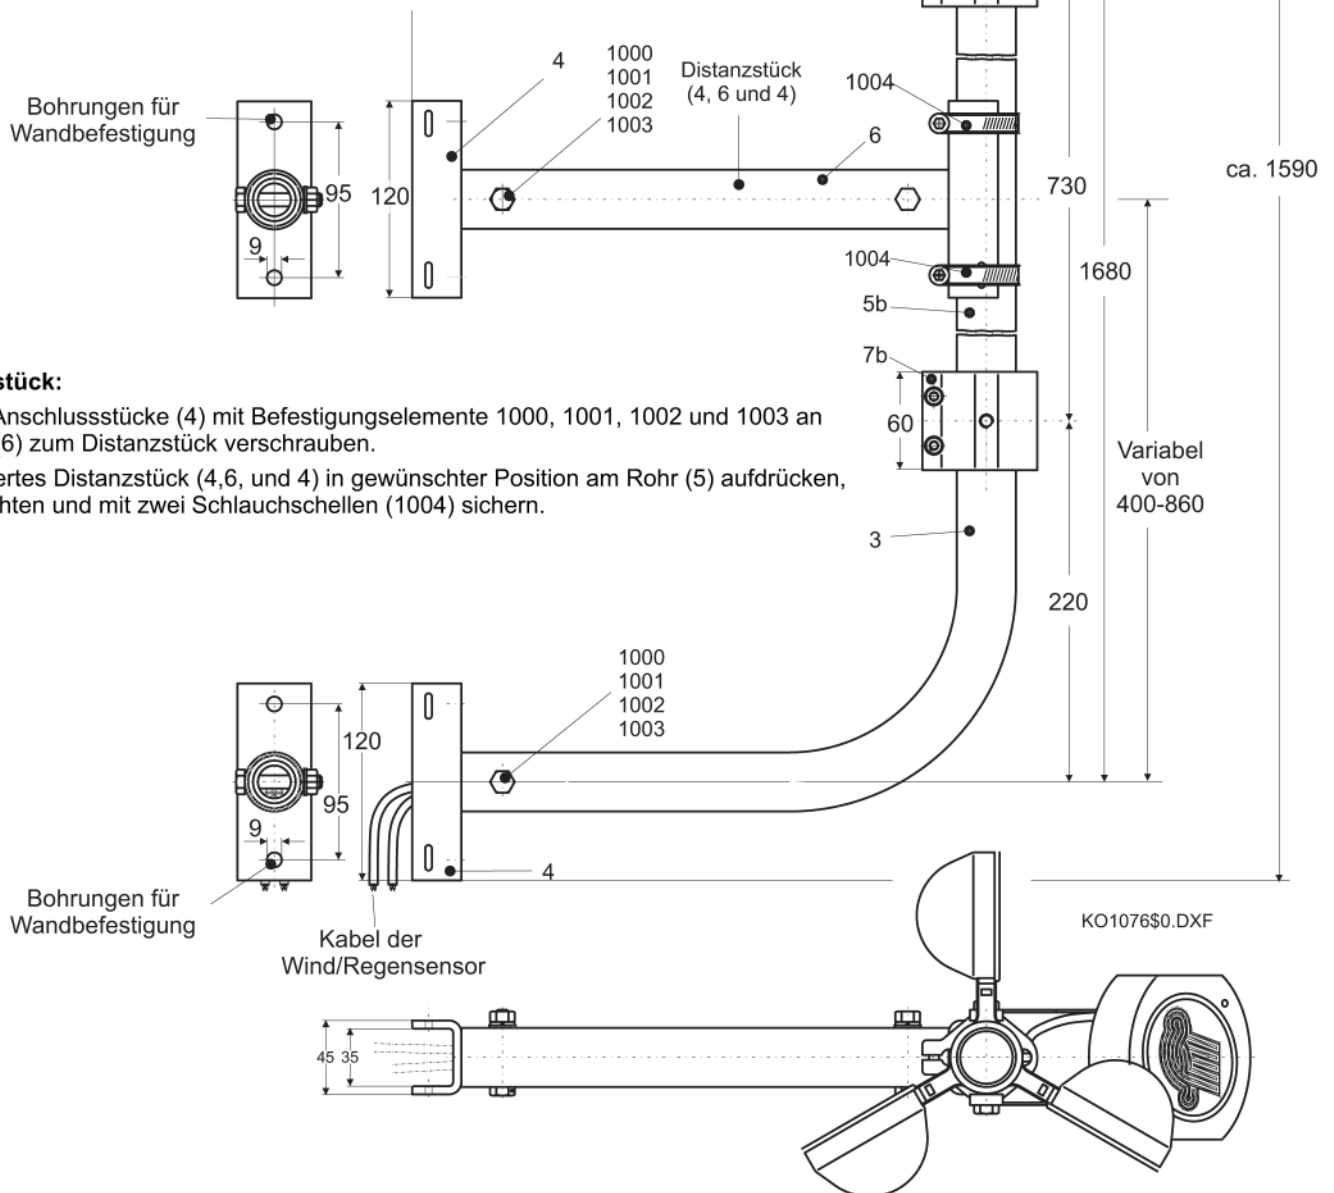 4
1000
1001
1002
1003
Distanzstück
(4, 6 und 4)
1004
6
Bohrungen für
Wandbefestigung
95
120
9
730
ca. 1590
1004
1680
5b
7b
60
stück:
Anschlussstücke (4) mit Befestigungselemente 1000, 1001, 1002 und 1003 an
6) zum Distanzstück verschrauben.
ertes Distanzstück (4,6, und 4) in gewünschter Position am Rohr (5) aufdrücken,
hten und mit zwei Schlauchschellen (1004) sichern.
Variabel
von
400-860
3
220
1000
1001
1002
1003
120
95
9
4
Bohrungen für
Wandbefestigung
Kabel der
Wind/Regensensor
KO1076$0.DXF
45
35